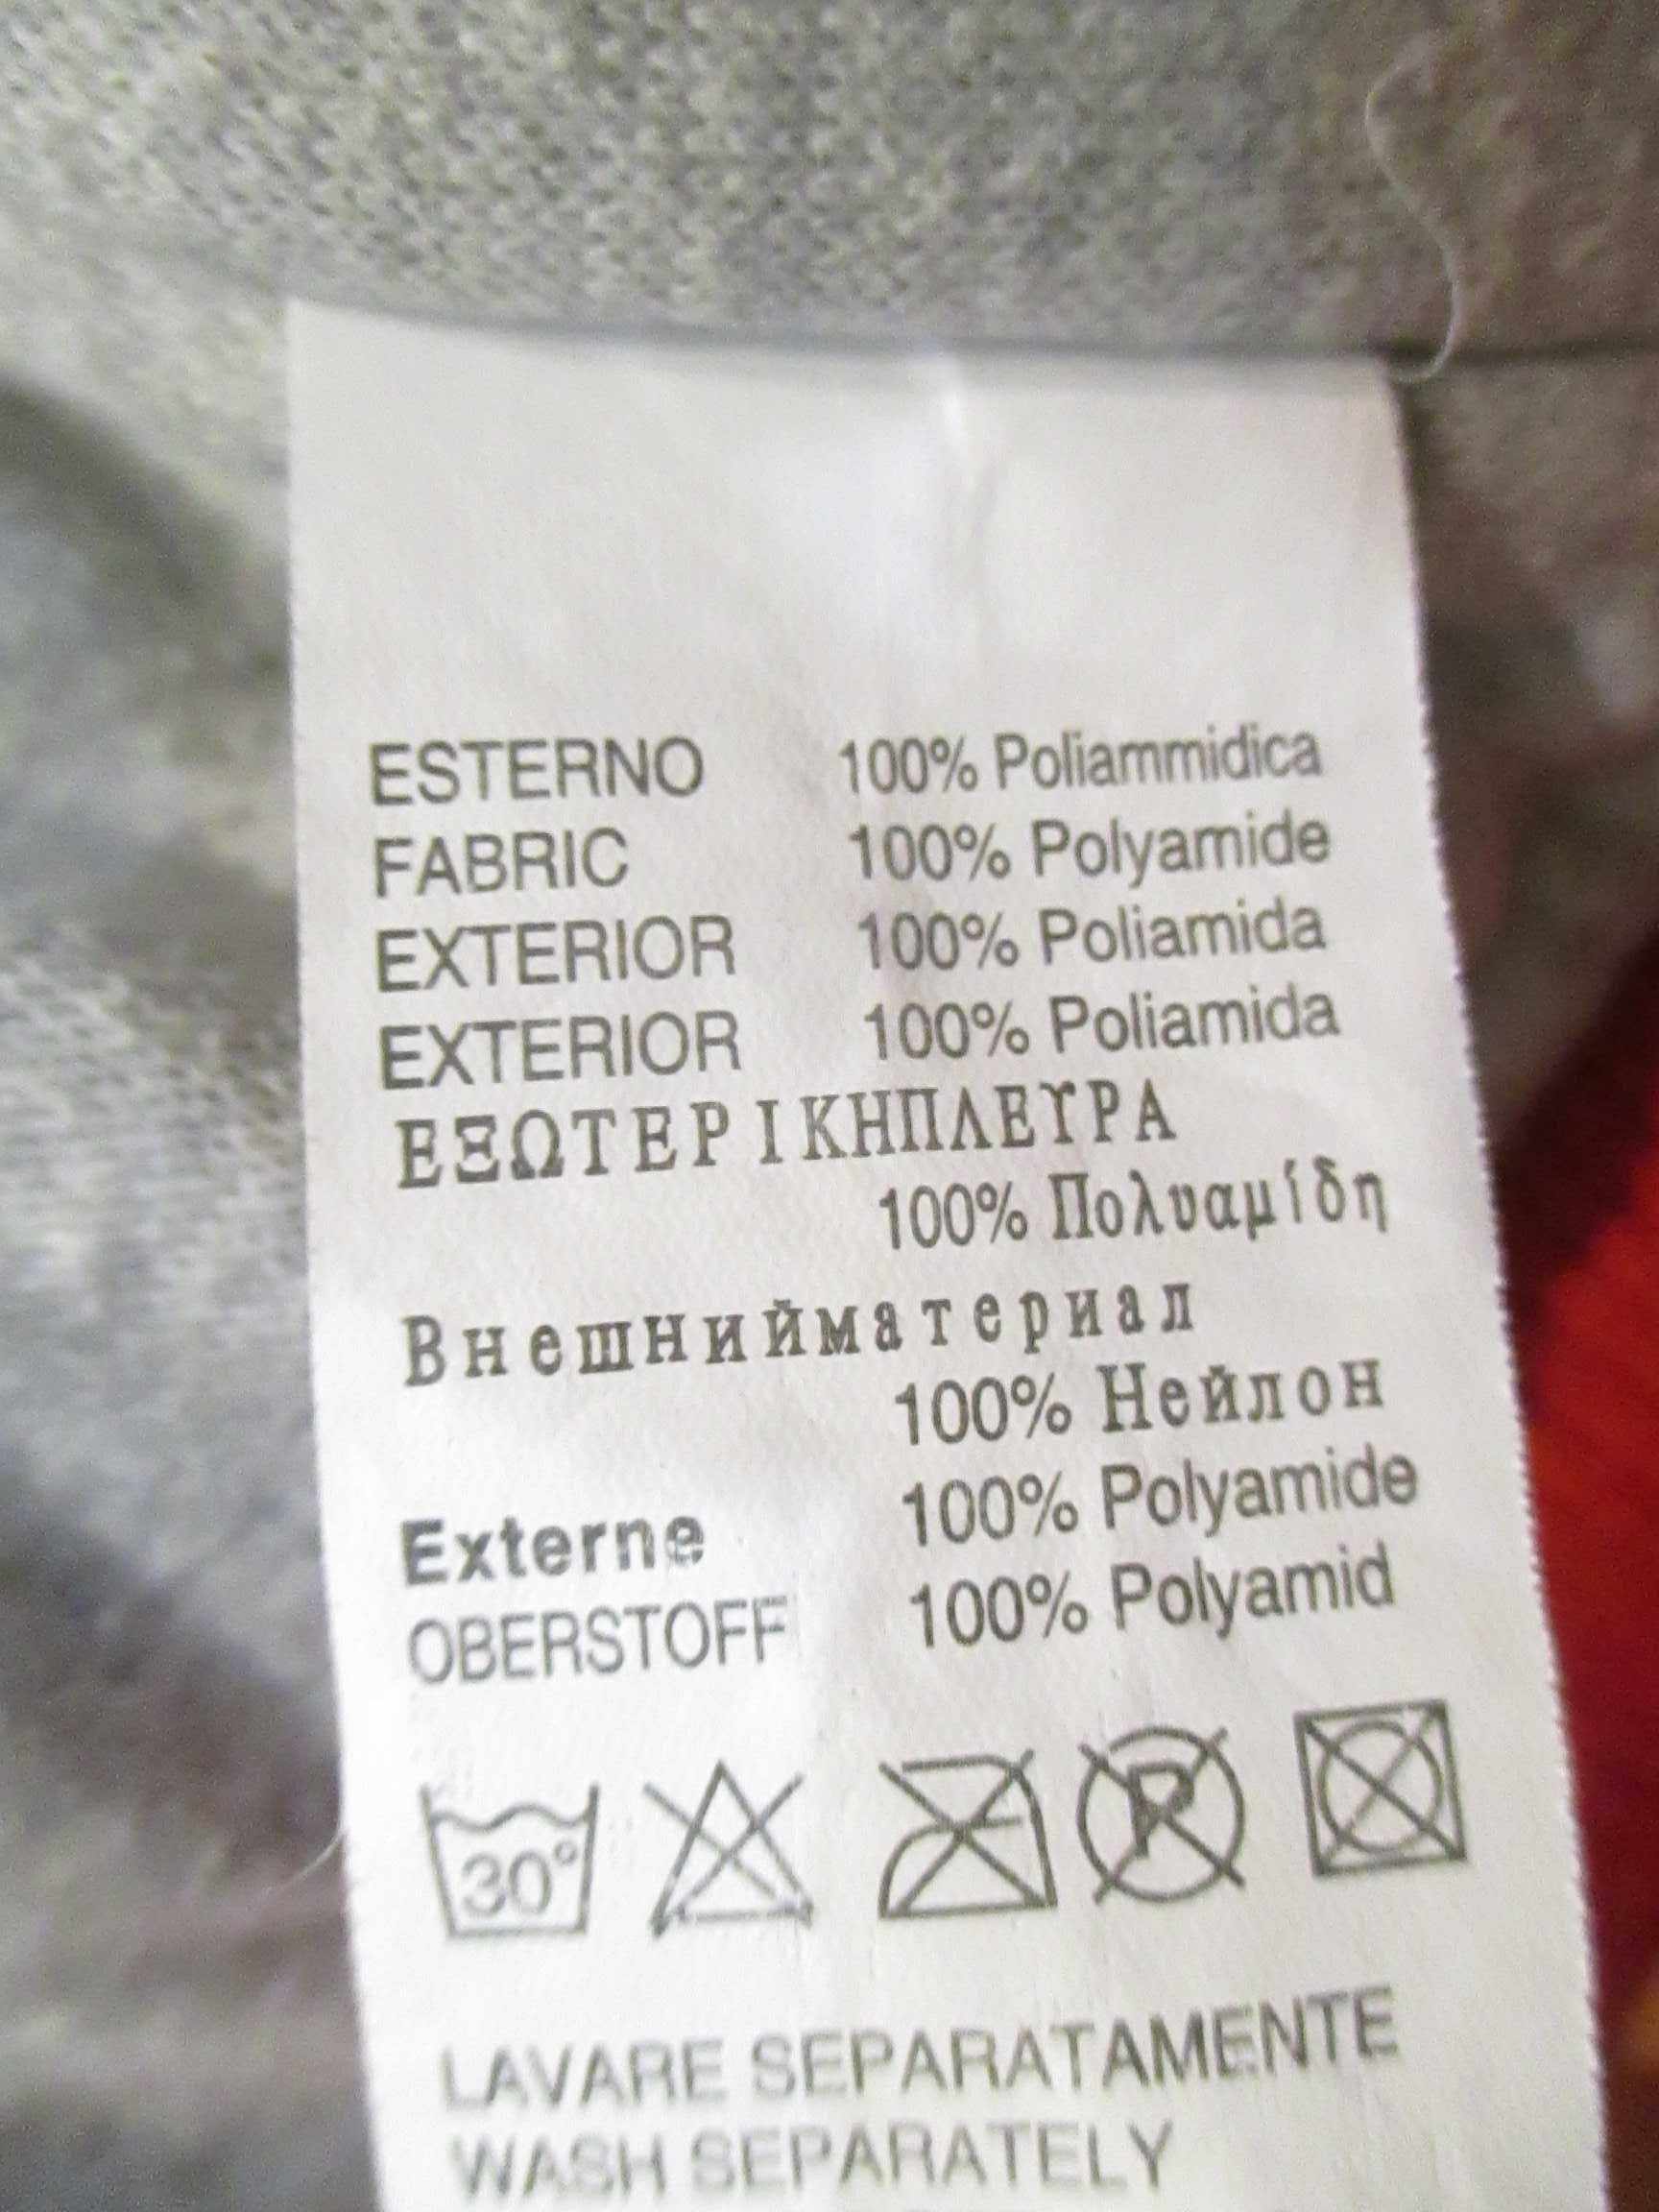 ESTERNO 100% Poliammidica
FABRIC 100% Polyamide
EXTERIOR 100% Poliamida
EXTERIOR 100% Poliamida
ΕΞΩΤΕΡΙΚΗΠΛΕΥΡΑ
100% Πολυαμίδη
Внешнийматериал
100% Нейлон
Externe 100% Polyamide
OBERSTOFF 100% Polyamid
30° P
LAVARE SEPARATAMENTE
WASH SEPARATELY